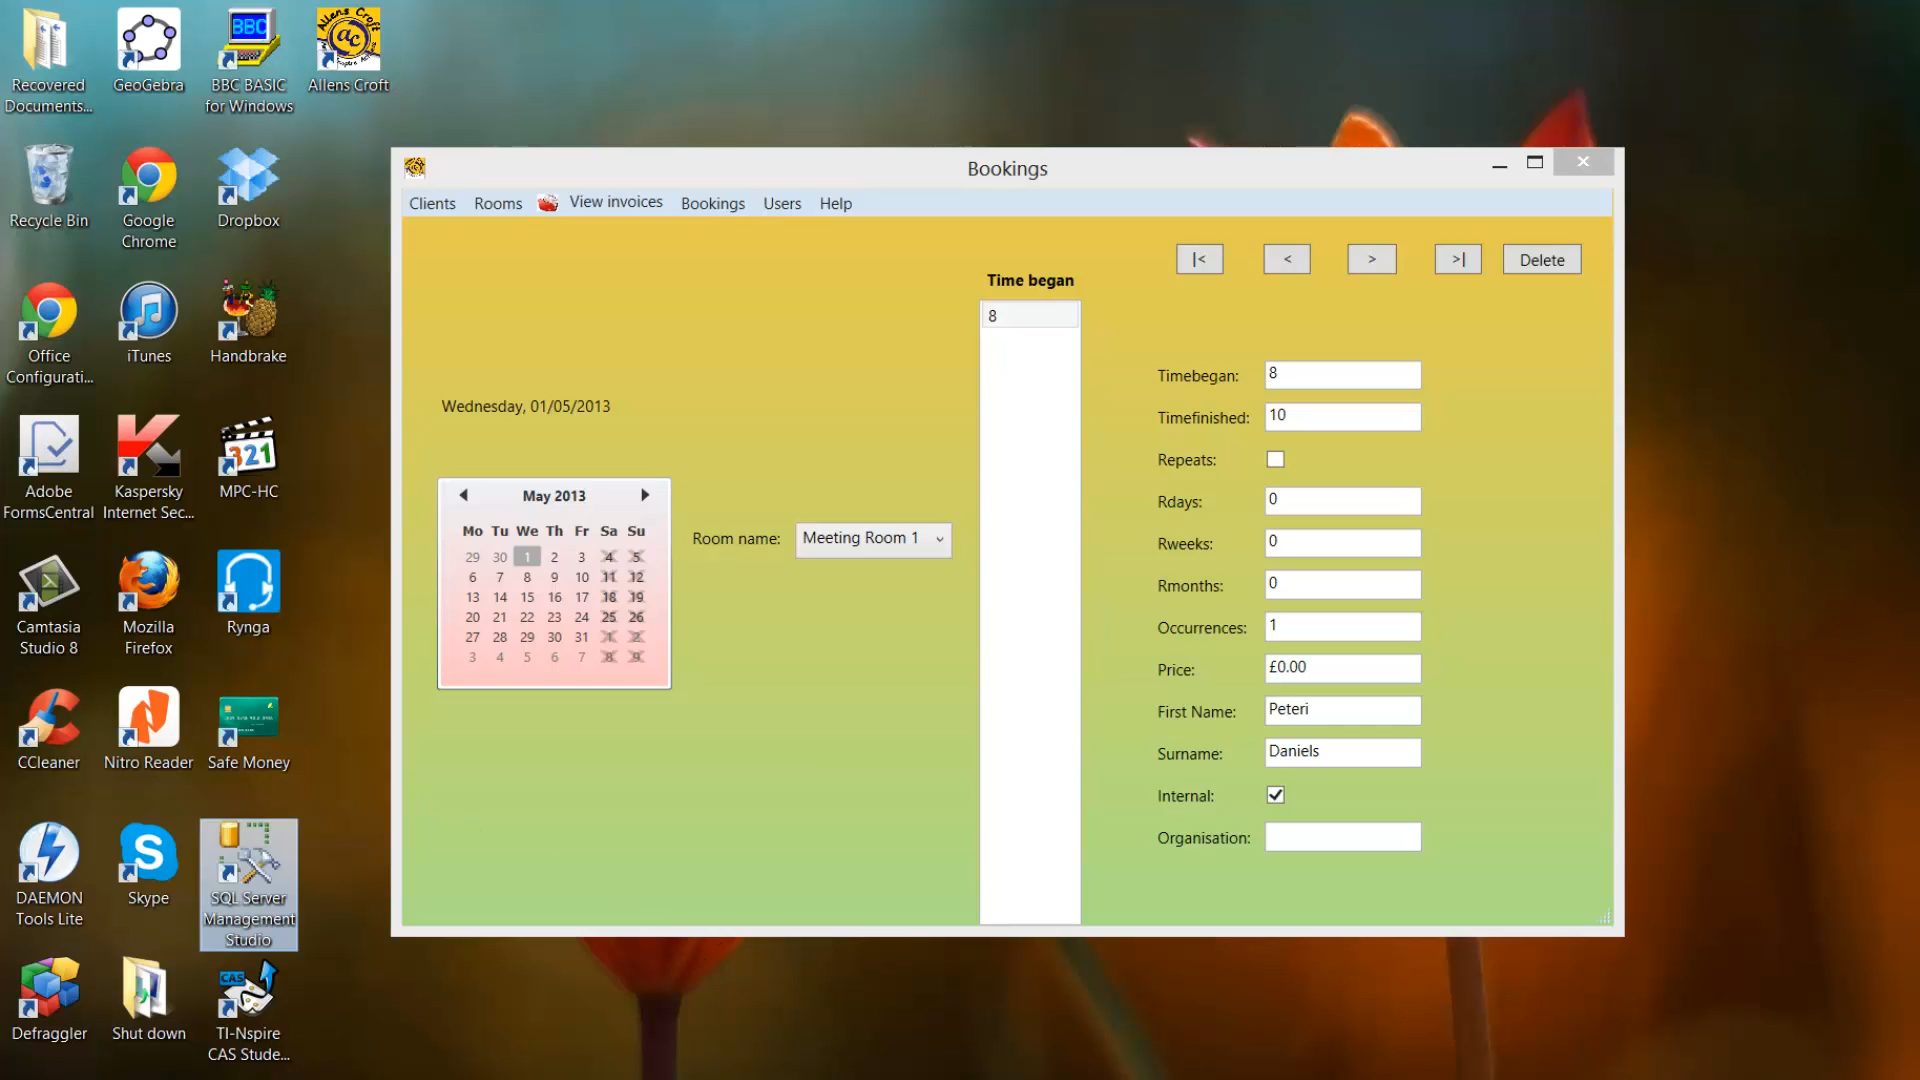 Recovered
Documents...
GeoGebra
BBC BASIC
for Windows
Allens Croft
Recycle Bin
Google
Chrome
Dropbox
Office
Configurati...
iTunes
Handbrake
Adobe
FormsCentral
Kaspersky
Internet Sec...
MPC-HC
Camtasia
Studio 8
Mozilla
Firefox
Rynga
CCleaner
Nitro Reader
Safe Money
DAEMON
Tools Lite
Skype
SQL Server
Management
Studio
Defraggler
Shut down
TI-Nspire
CAS Stude...
Bookings
Clients Rooms View invoices Bookings Users Help
|< < > >| Delete
Time began
8
Wednesday, 01/05/2013
May 2013
Mo Tu We Th Fr Sa Su
29 30 1 2 3 4 5
6 7 8 9 10 11 12
13 14 15 16 17 18 19
20 21 22 23 24 25 26
27 28 29 30 31 1 2
3 4 5 6 7 8 9
Room name: Meeting Room 1
Timebegan: 8
Timefinished: 10
Repeats:
Rdays: 0
Rweeks: 0
Rmonths: 0
Occurrences: 1
Price: £0.00
First Name: Peteri
Surname: Daniels
Internal:
Organisation: